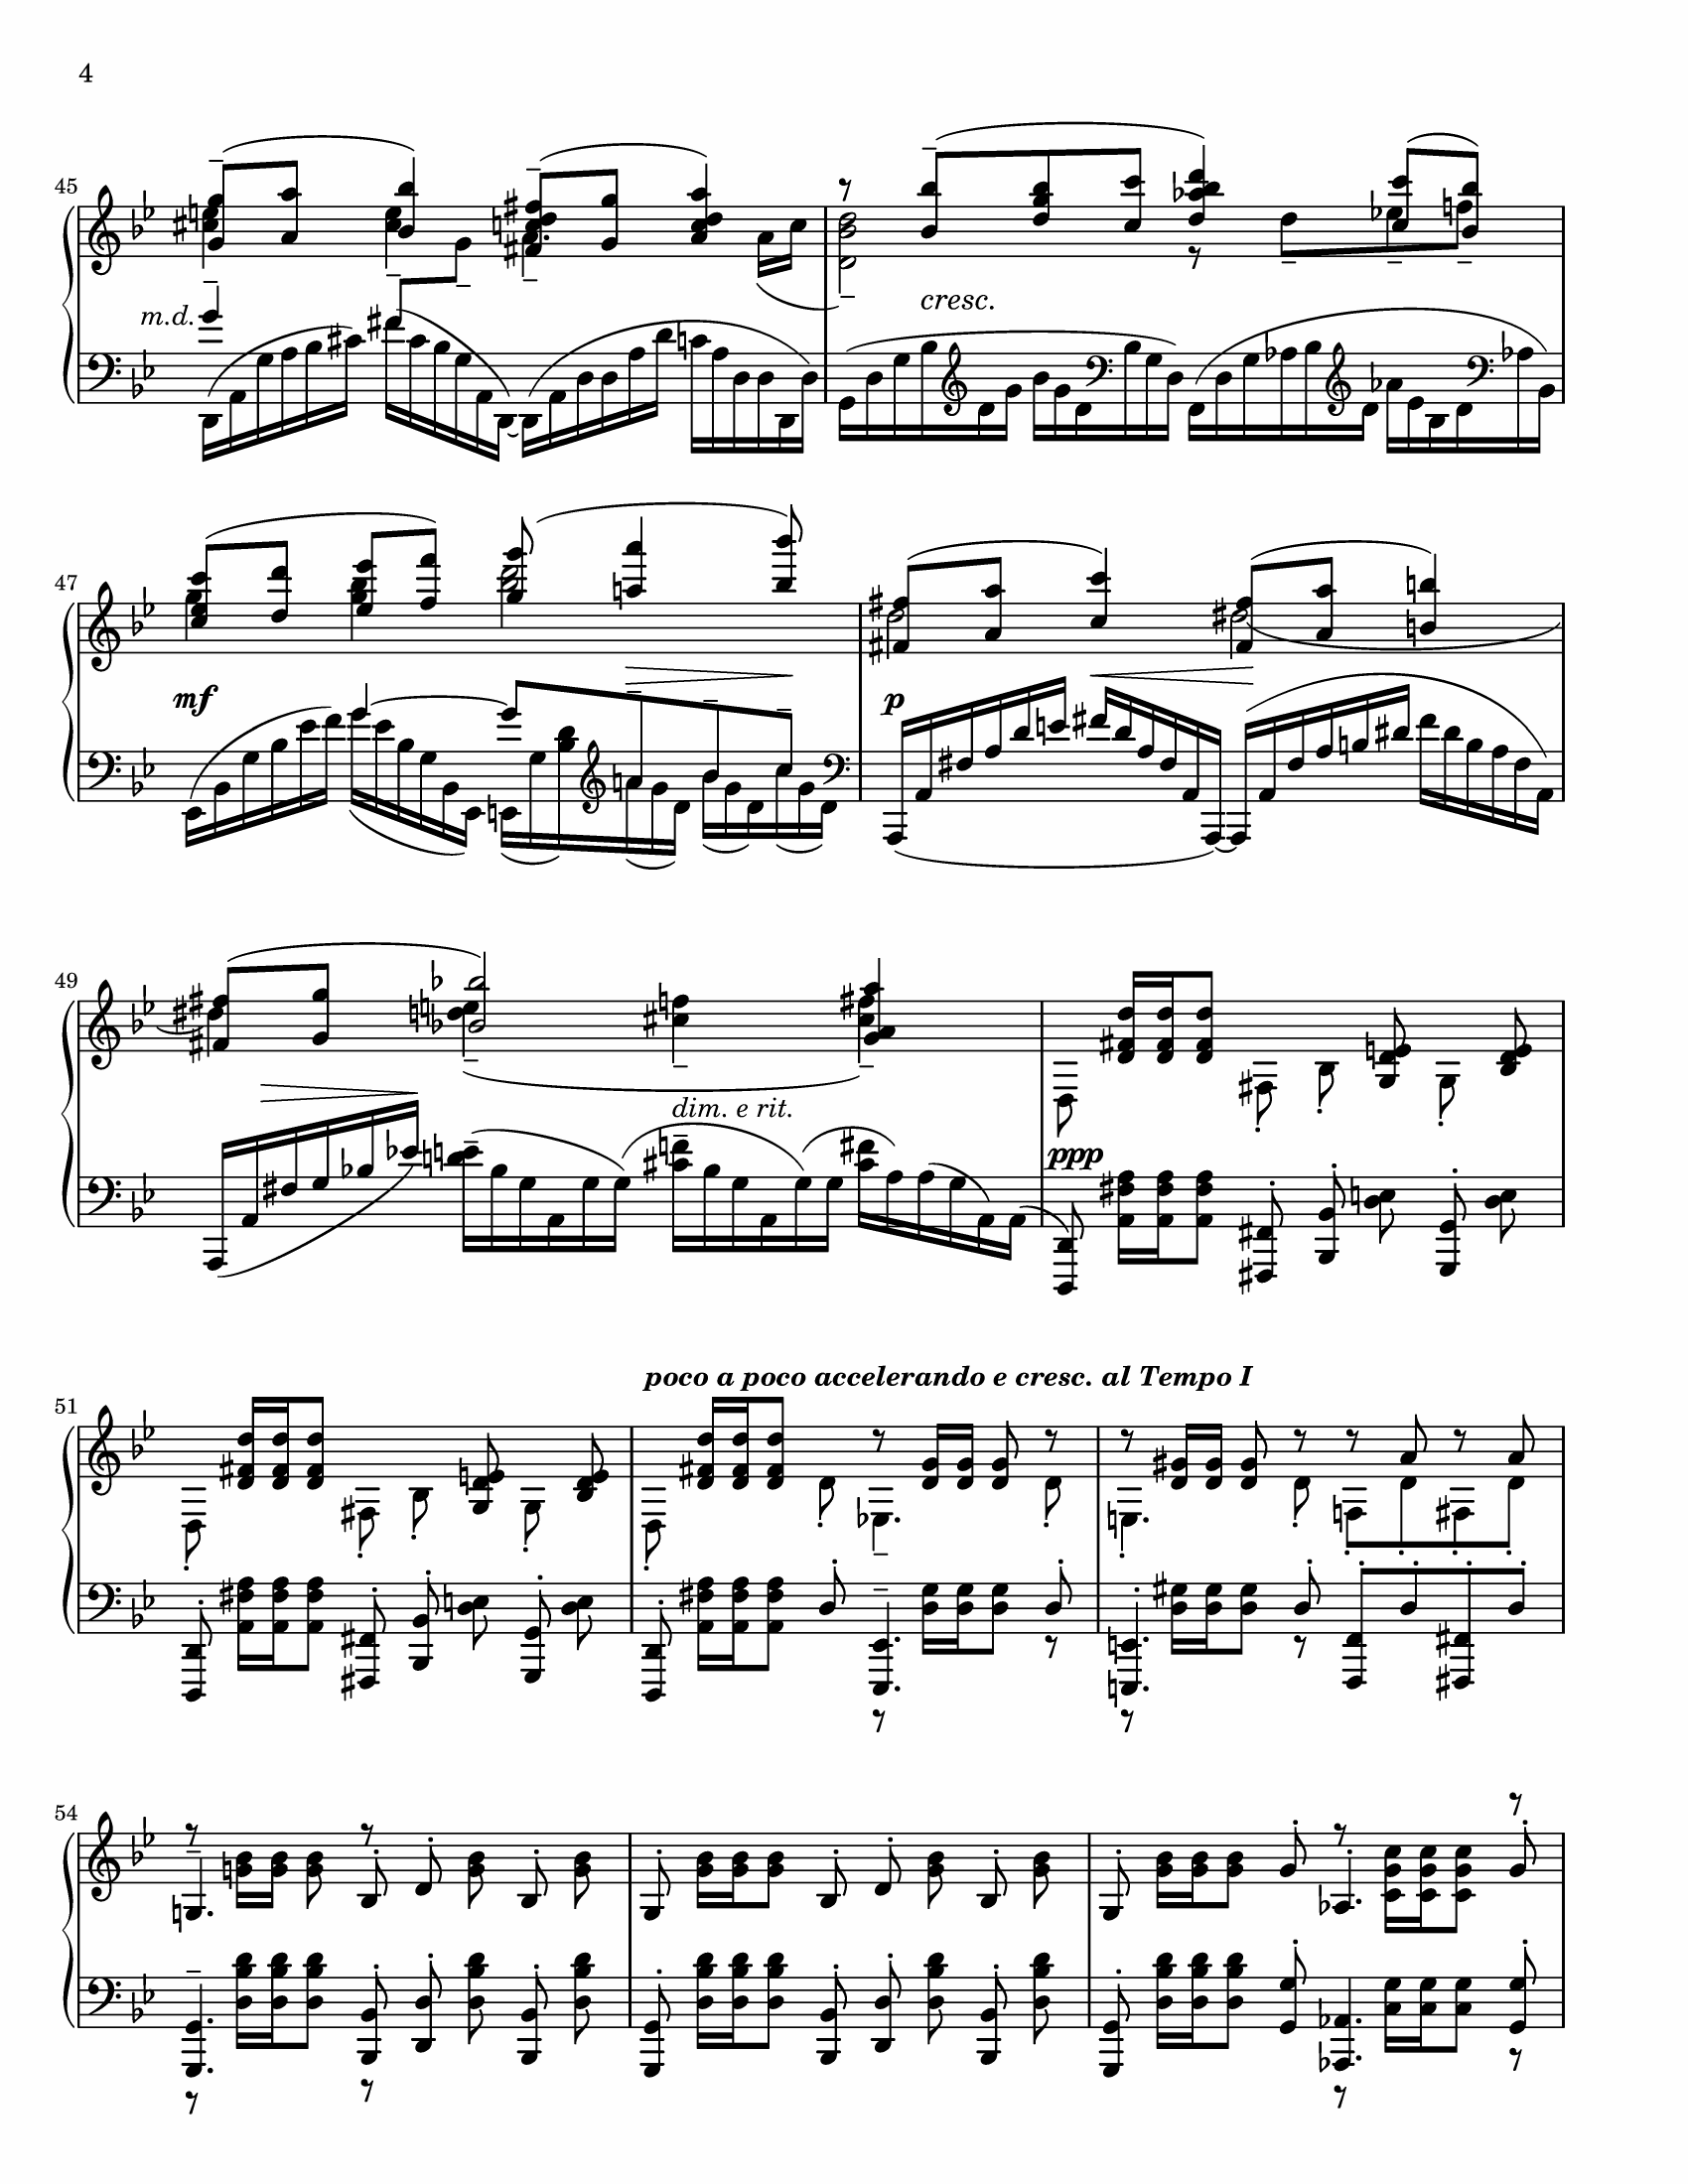 4
45
m.d.
cresc.
47
mf
p
49
dim. e rit.
ppp
poco a poco accelerando e cresc. al Tempo I
51
54